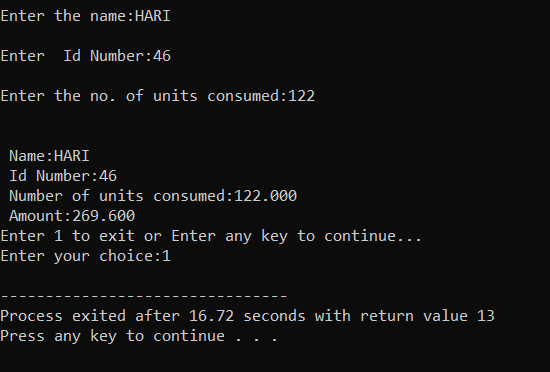 Enter the name:HARI
Enter  Id Number:46
Enter the no. of units consumed:122
Name:HARI
Id Number:46
Number of units consumed:122.000
Amount:269.600
Enter 1 to exit or Enter any key to continue...
Enter your choice:1
--------------------------------
Process exited after 16.72 seconds with return value 13
Press any key to continue . . .